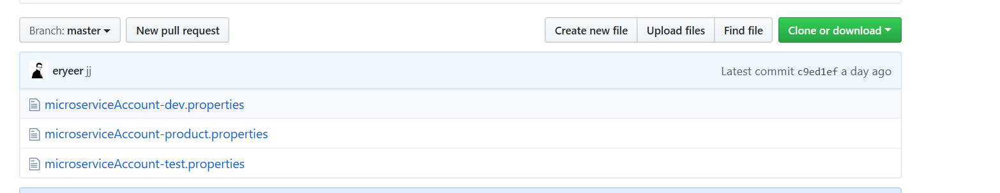 Branch: master New pull request Create new file Upload files Find file Clone or download
eryeer jj Latest commit c9ed1ef a day ago
microserviceAccount-dev.properties
microserviceAccount-product.properties
microserviceAccount-test.properties